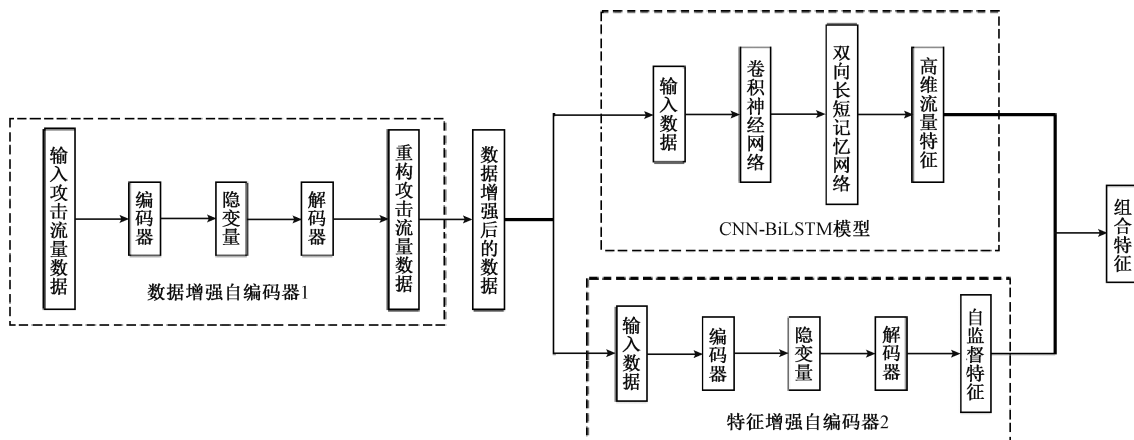 输入攻击流量数据
编码器
隐变量
解码器
重构攻击流量数据
数据增强自编码器1
数据增强后的数据
输入数据
卷积神经网络
双向长短记忆网络
高维流量特征
CNN-BiLSTM模型
输入数据
编码器
隐变量
解码器
自监督特征
特征增强自编码器2
组合特征